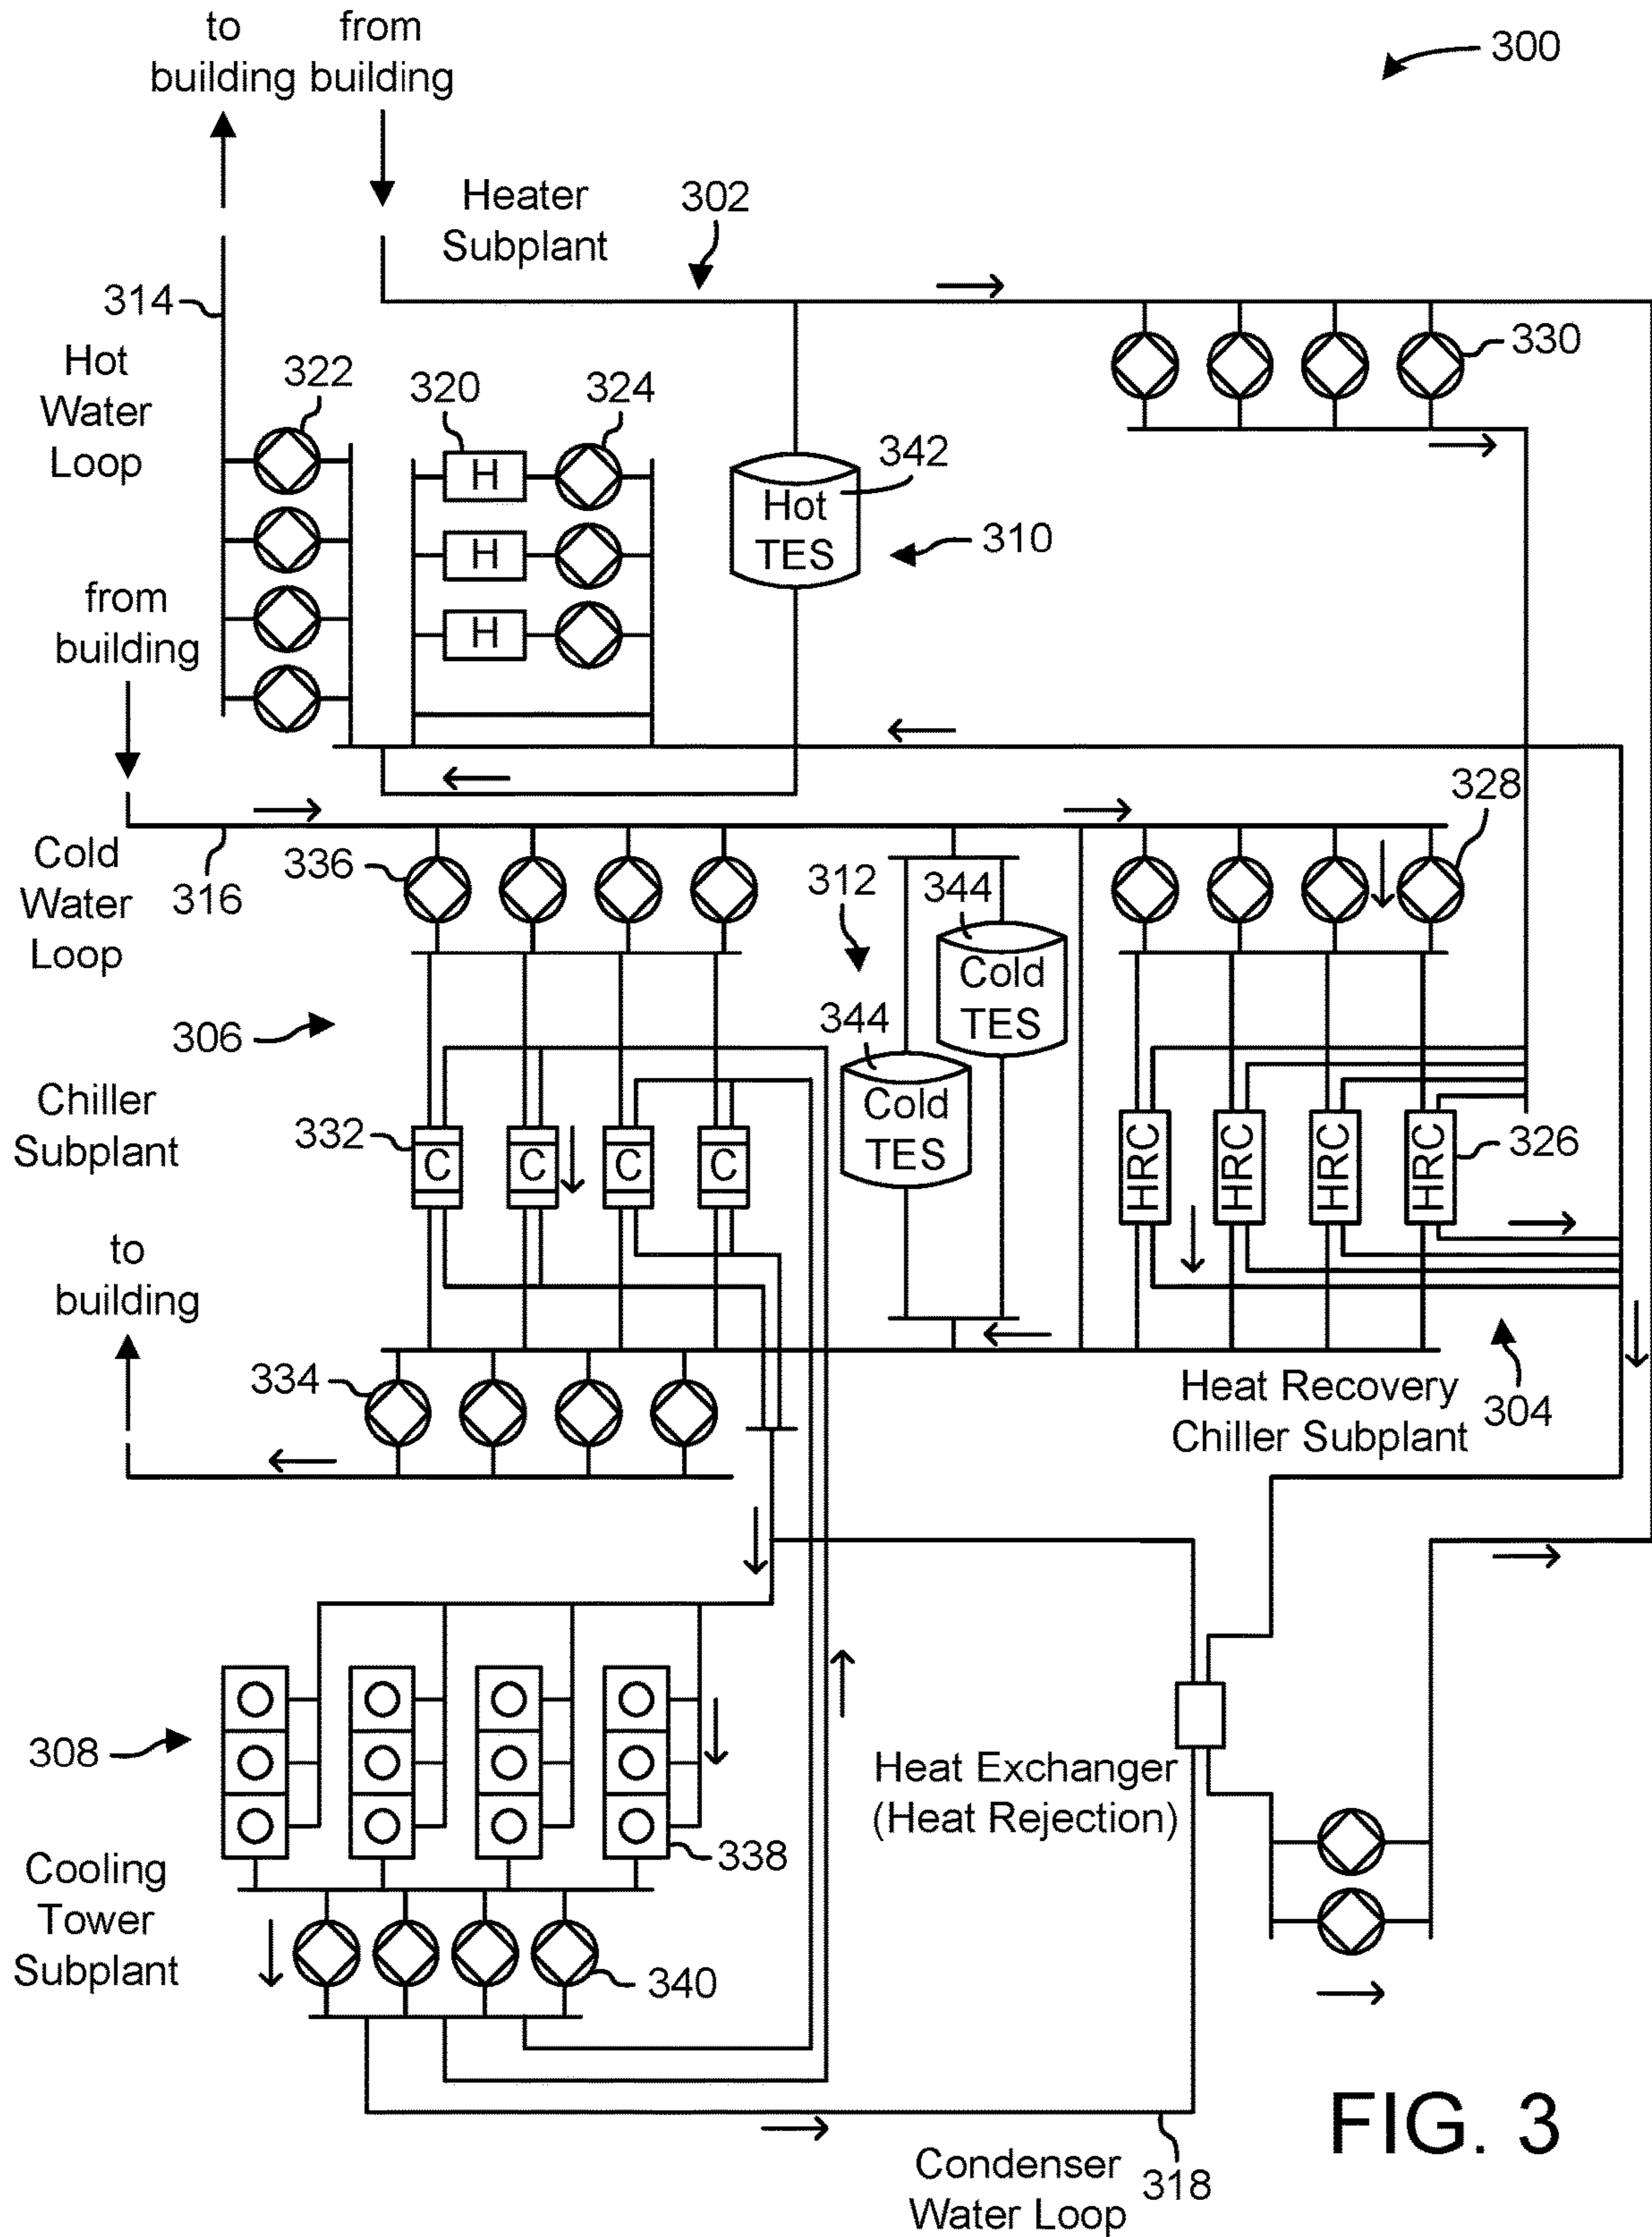 to
building
from
building
300
Heater
Subplant
302
314
Hot
Water
Loop
322
320
324
330
H
H
H
Hot
TES
342
310
from
building
328
Cold
Water
Loop
316
336
312
344
Cold
TES
344
Cold
TES
306
Chiller
Subplant
332
C
C
C
C
HRC
HRC
HRC
HRC
326
to
building
334
Heat Recovery
Chiller Subplant
304
308
Heat Exchanger
(Heat Rejection)
338
Cooling
Tower
Subplant
340
Condenser
Water Loop
318
FIG. 3